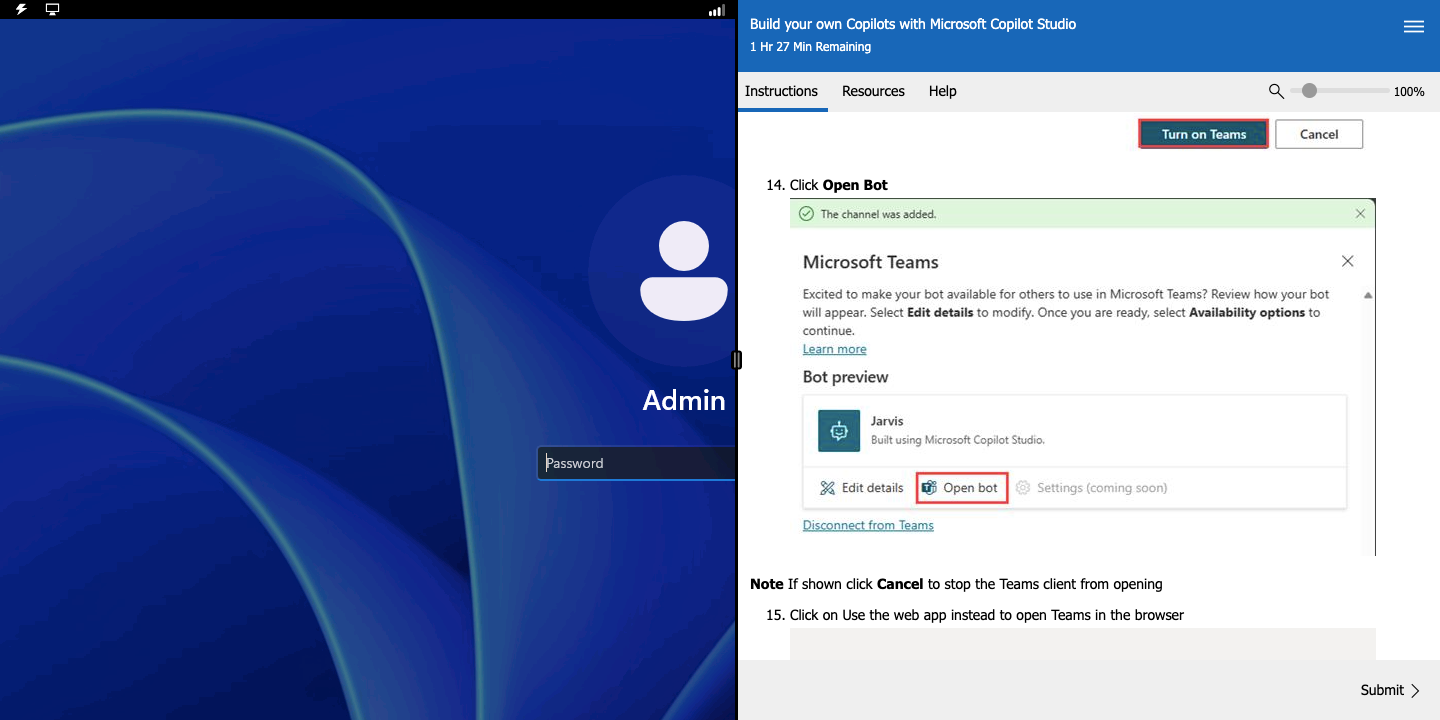 Admin
Password
Build your own Copilots with Microsoft Copilot Studio
1 Hr 27 Min Remaining
Instructions Resources Help 100%
Turn on Teams Cancel
14. Click Open Bot
The channel was added.
Microsoft Teams
Excited to make your bot available for others to use in Microsoft Teams? Review how your bot
will appear. Select Edit details to modify. Once you are ready, select Availability options to
continue.
Learn more
Bot preview
Jarvis
Built using Microsoft Copilot Studio.
Edit details Open bot Settings (coming soon)
Disconnect from Teams
Note If shown click Cancel to stop the Teams client from opening
15. Click on Use the web app instead to open Teams in the browser
Submit